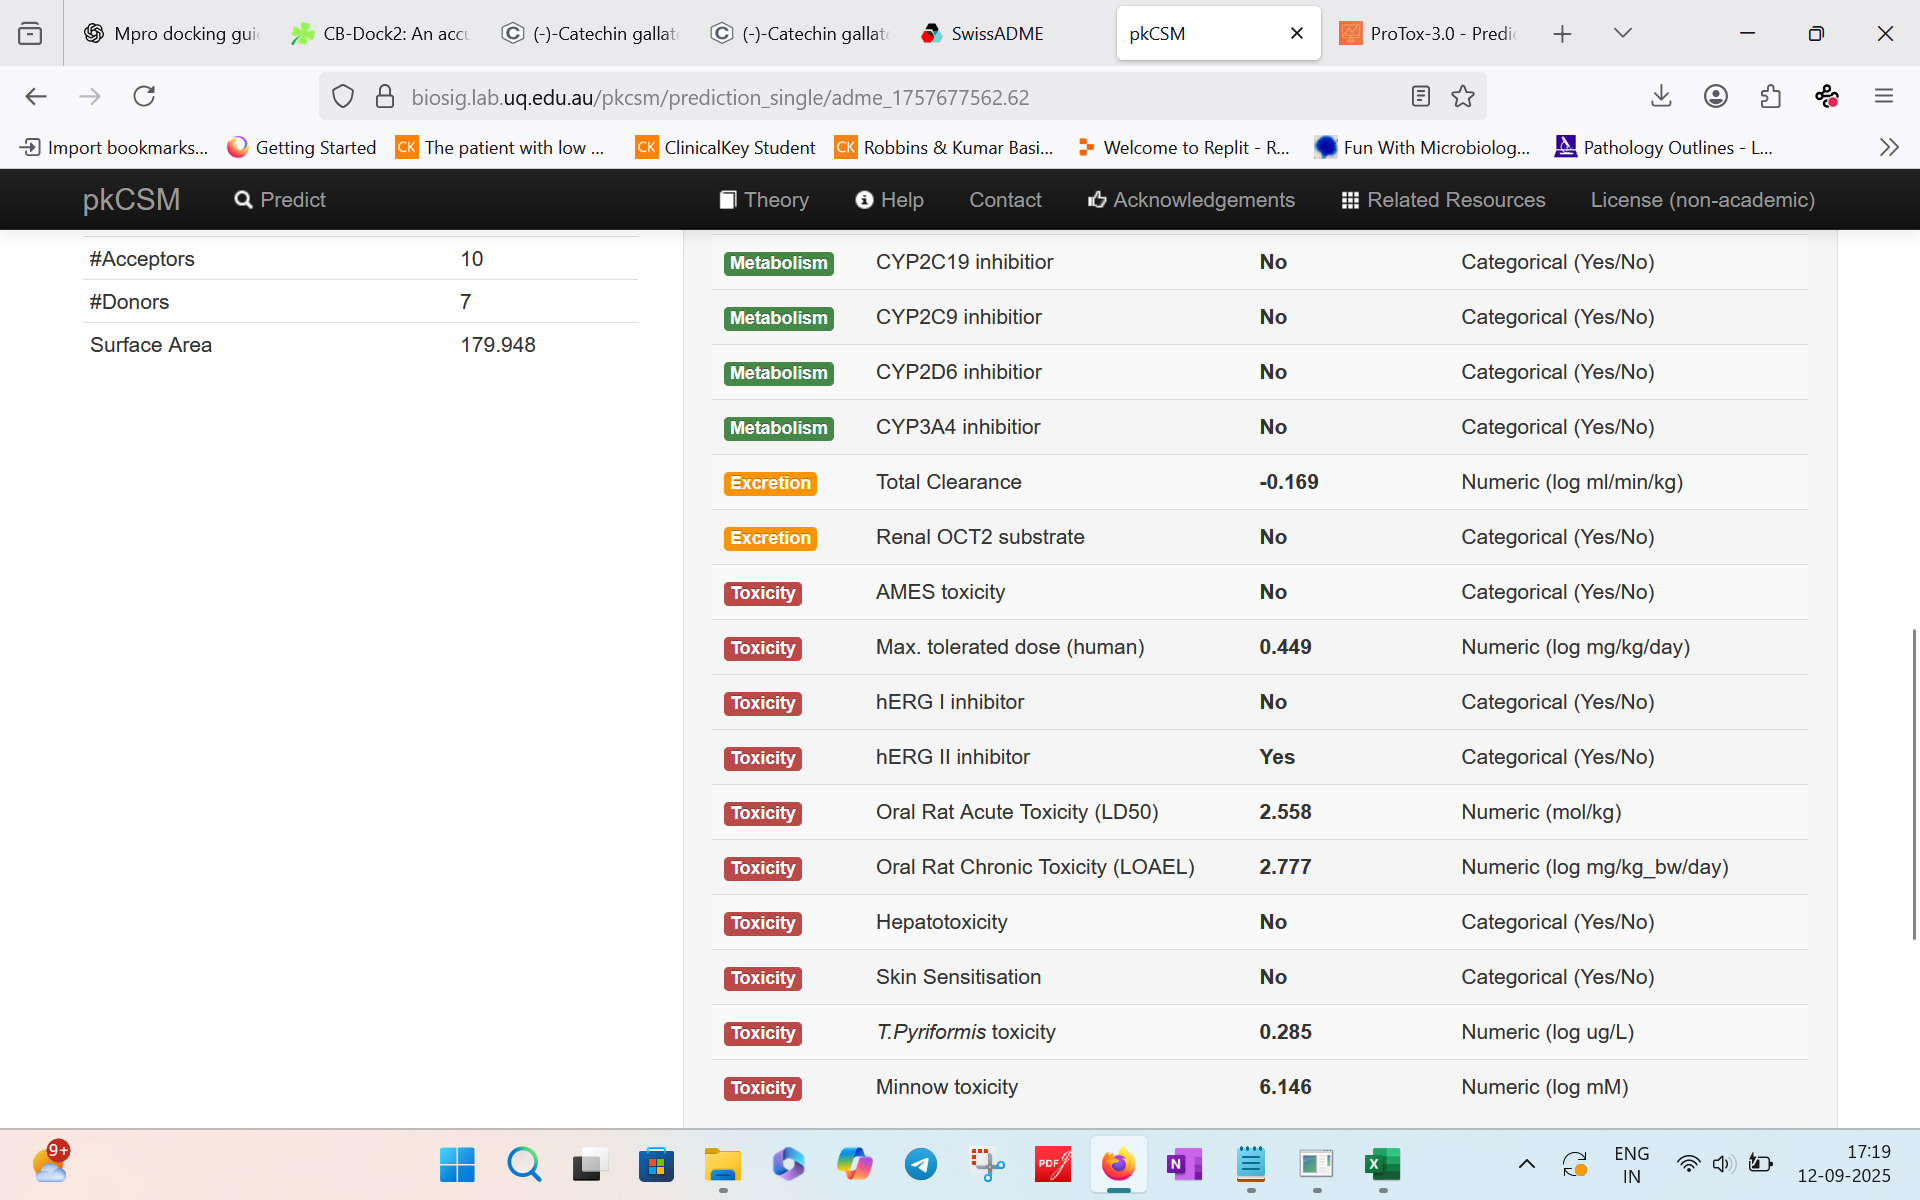 Mpro docking gui
CB-Dock2: An accu
(-)-Catechin gallat
(-)-Catechin gallat
SwissADME
pkCSM
ProTox-3.0 - Predic
biosig.lab.uq.edu.au/pkcsm/prediction_single/adme_1757677562.62
Import bookmarks...
Getting Started
CK The patient with low ...
CK ClinicalKey Student
CK Robbins & Kumar Basi...
Welcome to Replit - R...
Fun With Microbiolog...
Pathology Outlines - L...
pkCSM Predict Theory Help Contact Acknowledgements Related Resources License (non-academic)
#Acceptors 10
#Donors 7
Surface Area 179.948
Metabolism CYP2C19 inhibitior No Categorical (Yes/No)
Metabolism CYP2C9 inhibitior No Categorical (Yes/No)
Metabolism CYP2D6 inhibitior No Categorical (Yes/No)
Metabolism CYP3A4 inhibitior No Categorical (Yes/No)
Excretion Total Clearance -0.169 Numeric (log ml/min/kg)
Excretion Renal OCT2 substrate No Categorical (Yes/No)
Toxicity AMES toxicity No Categorical (Yes/No)
Toxicity Max. tolerated dose (human) 0.449 Numeric (log mg/kg/day)
Toxicity hERG I inhibitor No Categorical (Yes/No)
Toxicity hERG II inhibitor Yes Categorical (Yes/No)
Toxicity Oral Rat Acute Toxicity (LD50) 2.558 Numeric (mol/kg)
Toxicity Oral Rat Chronic Toxicity (LOAEL) 2.777 Numeric (log mg/kg_bw/day)
Toxicity Hepatotoxicity No Categorical (Yes/No)
Toxicity Skin Sensitisation No Categorical (Yes/No)
Toxicity T.Pyriformis toxicity 0.285 Numeric (log ug/L)
Toxicity Minnow toxicity 6.146 Numeric (log mM)
9+
PDF
N
X
ENG
IN
17:19
12-09-2025